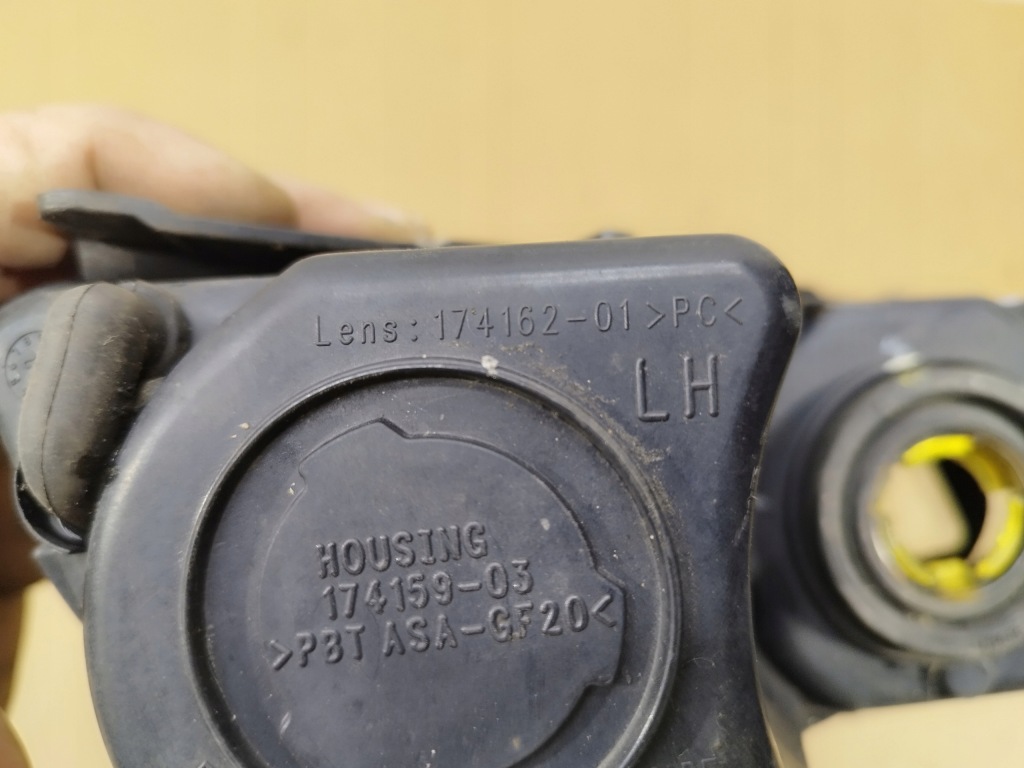 Lens: 174162-01 >PC<
LH
HOUSING
174159-03
>PBT ASA-GF20<